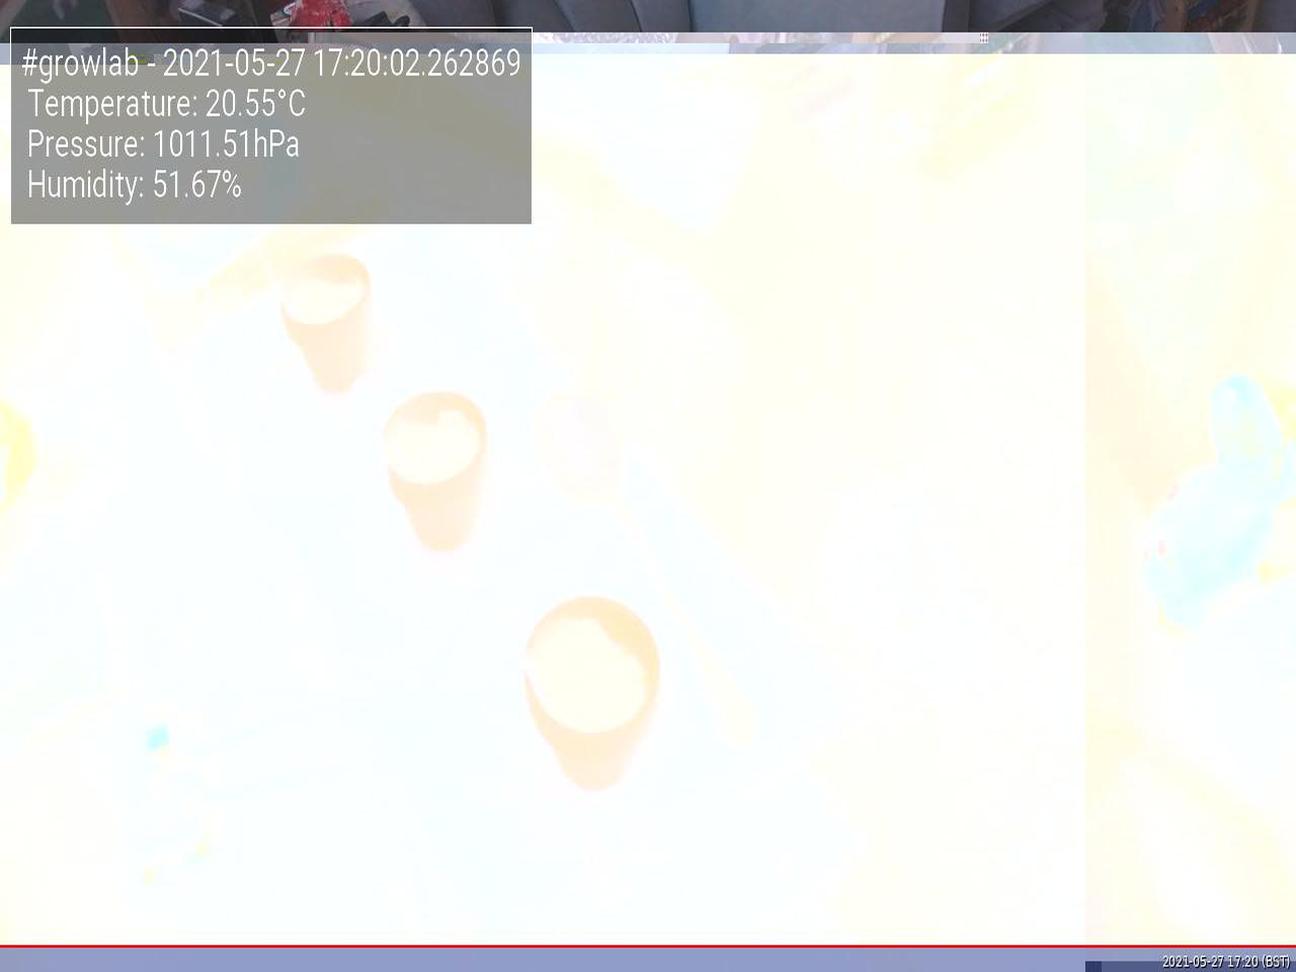 #growlab - 2021-05-27 17:20:02.262869
Temperature: 20.55°C
Pressure: 1011.51hPa
Humidity: 51.67%
2021-05-27 17:20 (BST)